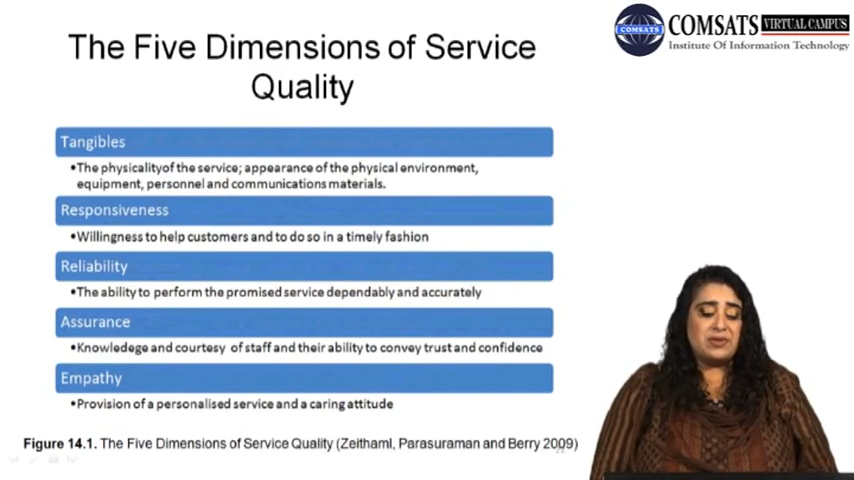 The Five Dimensions of Service
Quality
COMSATS
COMSATS VIRTUAL CAMPUS
Institute Of Information Technology
Tangibles
•The physicalityof the service; appearance of the physical environment,
equipment, personnel and communications materials.
Responsiveness
•Willingness to help customers and to do so in a timely fashion
Reliability
•The ability to perform the promised service dependably and accurately
Assurance
•Knowledege and courtesy of staff and their ability to convey trust and confidence
Empathy
•Provision of a personalised service and a caring attitude
Figure 14.1. The Five Dimensions of Service Quality (Zeithaml, Parasuraman and Berry 2009)